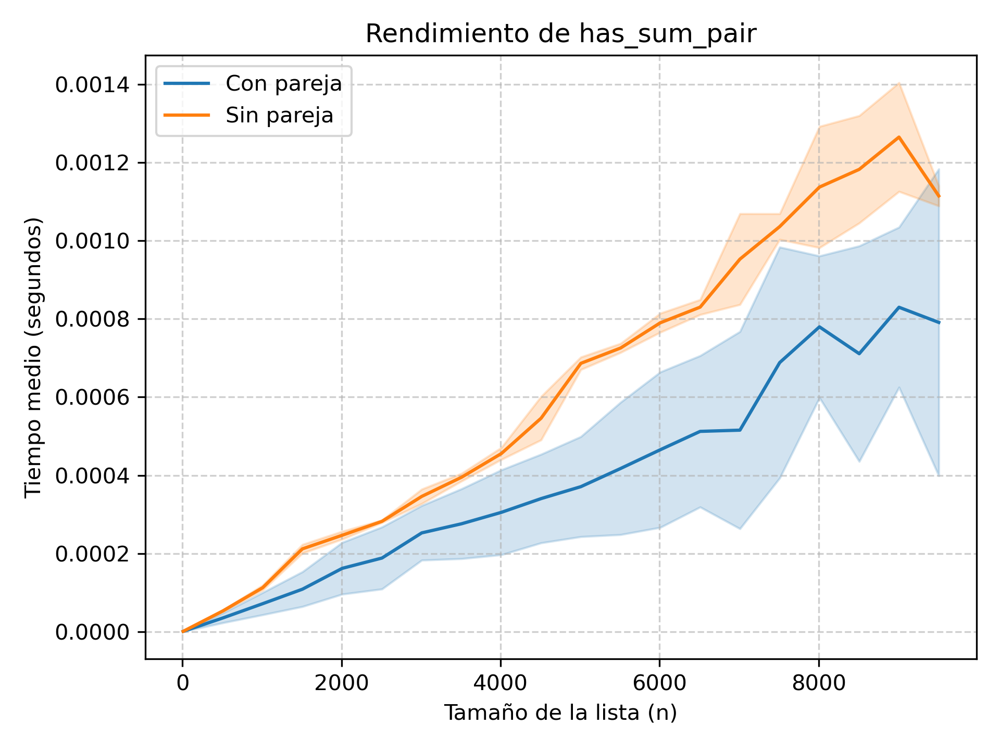 Rendimiento de has_sum_pair
Con pareja
Sin pareja
0.0014
0.0012
0.0010
0.0008
0.0006
0.0004
0.0002
0.0000
Tiempo medio (segundos)
0 2000 4000 6000 8000
Tamaño de la lista (n)